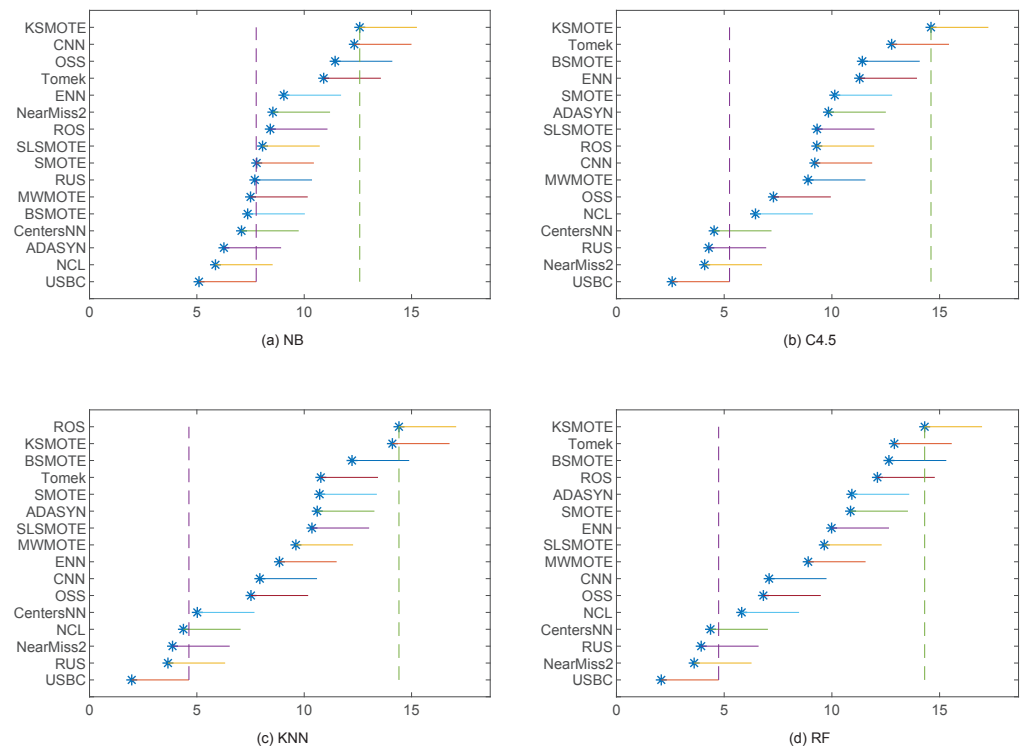 KSMOTE
CNN
OSS
Tomek
ENN
NearMiss2
ROS
SLSMOTE
SMOTE
RUS
MWMOTE
BSMOTE
CentersNN
ADASYN
NCL
USBC
0 5 10 15
(a) NB
KSMOTE
Tomek
BSMOTE
ENN
SMOTE
ADASYN
SLSMOTE
ROS
CNN
MWMOTE
OSS
NCL
CentersNN
RUS
NearMiss2
USBC
0 5 10 15
(b) C4.5
ROS
KSMOTE
BSMOTE
Tomek
SMOTE
ADASYN
SLSMOTE
MWMOTE
ENN
CNN
OSS
CentersNN
NCL
NearMiss2
RUS
USBC
0 5 10 15
(c) KNN
KSMOTE
Tomek
BSMOTE
ROS
ADASYN
SMOTE
ENN
SLSMOTE
MWMOTE
CNN
OSS
NCL
CentersNN
RUS
NearMiss2
USBC
0 5 10 15
(d) RF